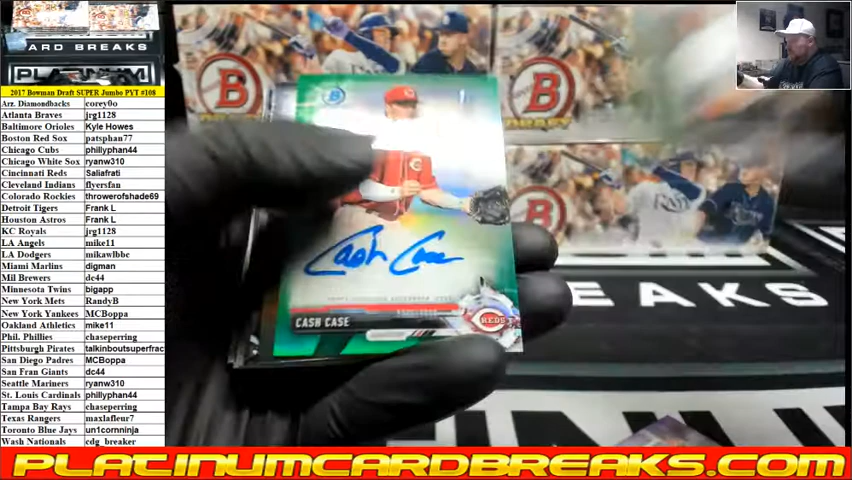 ARD BREAKS
PLATINUM
2017 Bowman Draft SUPER Jumbo PYT #108
Arz. Diamondbacks corey0o
Atlanta Braves jrg1128
Baltimore Orioles Kyle Howes
Boston Red Sox patsphan77
Chicago Cubs phillyphan44
Chicago White Sox ryanw310
Cincinnati Reds Saliafrati
Cleveland Indians flyersfan
Colorado Rockies throwerofshade69
Detroit Tigers Frank L
Houston Astros Frank L
KC Royals jrg1128
LA Angels mike11
LA Dodgers mikawlbbc
Miami Marlins digman
Mil Brewers dc44
Minnesota Twins bigapp
New York Mets RandyB
New York Yankees MCBoppa
Oakland Athletics mike11
Phil. Phillies chaseperring
Pittsburgh Pirates talkinboutsuperfrac
San Diego Padres MCBoppa
San Fran Giants dc44
Seattle Mariners ryanw310
St. Louis Cardinals phillyphan44
Tampa Bay Rays chaseperring
Texas Rangers maxlafleur7
Toronto Blue Jays un1cornninja
Wash Nationals cdg_breaker
B
B
DRAFT
B
Cash Case
CASH CASE
REDS
EAKS
PLATINUMCARDBREAKS.COM